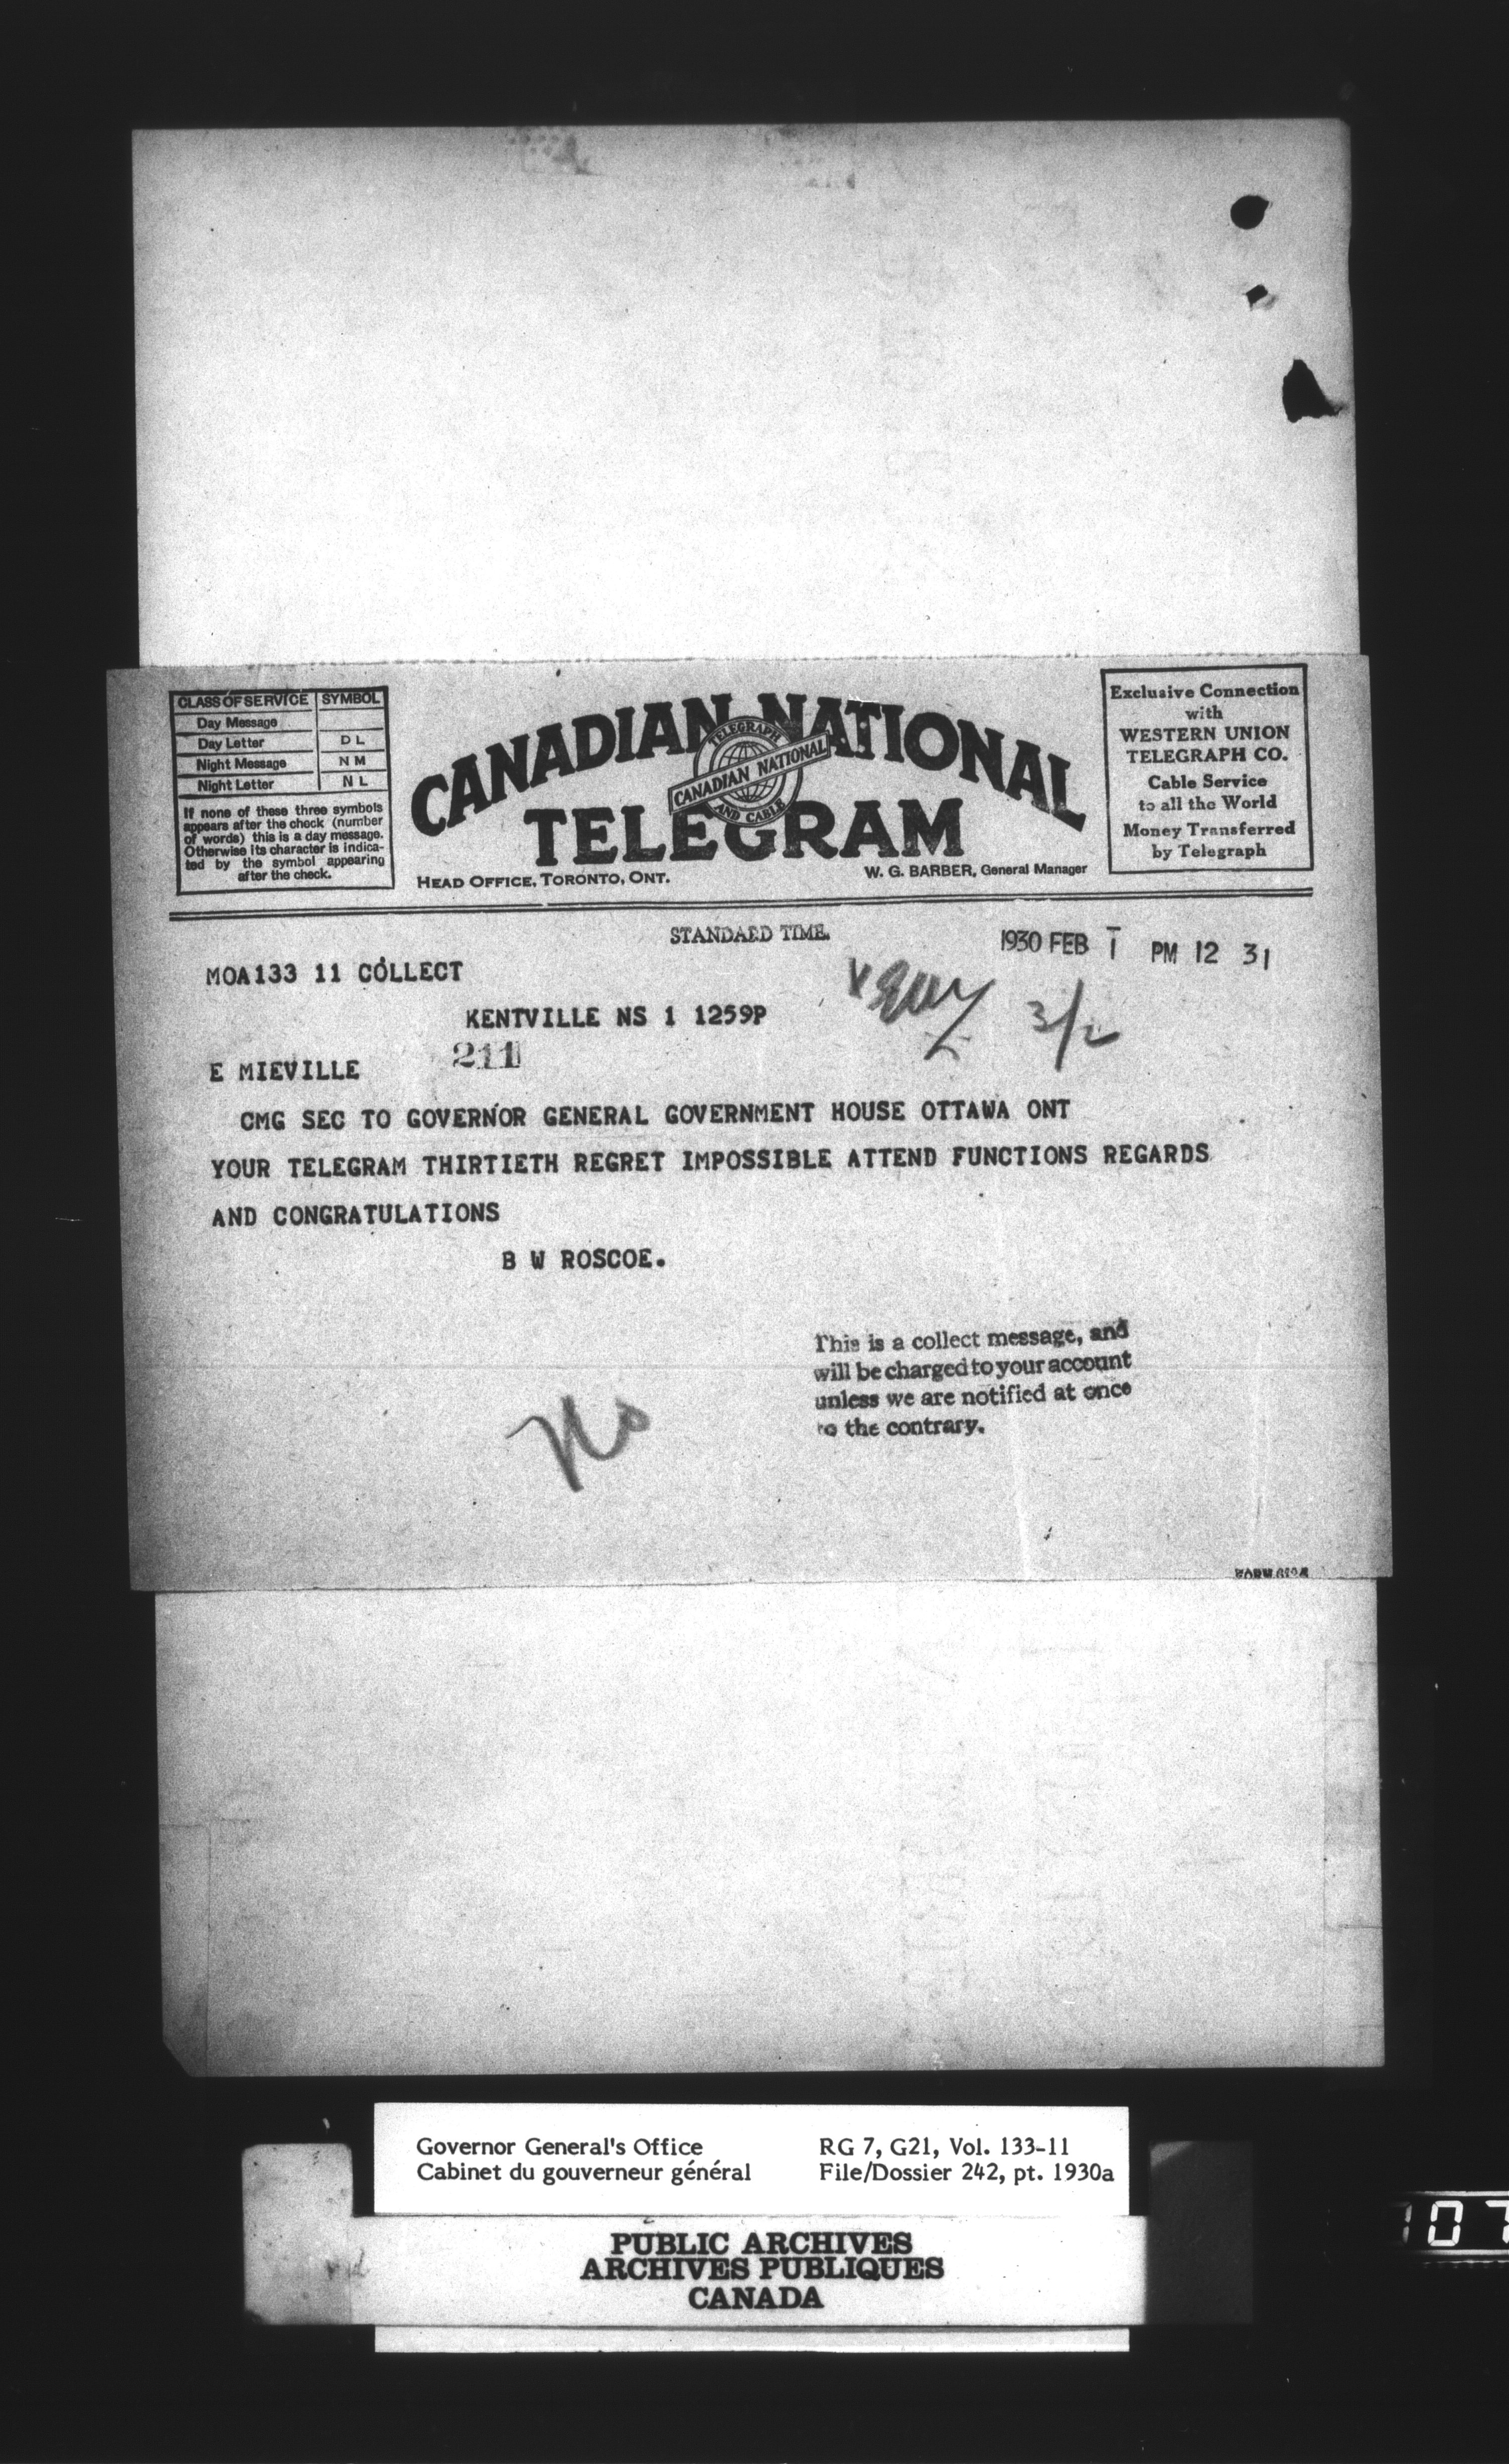 CLASS OF SERVICE SYMBOL
Day Message
Day Letter D L
Night Message N M
Night Letter N L
If none of these three symbols
appears after the check (number
of words) this is a day message.
Otherwise its character is indica-
ted by the symbol appearing
after the check.
CANADIAN NATIONAL
TELEGRAM
TELEGRAPH
CANADIAN NATIONAL
AND CABLE
HEAD OFFICE, TORONTO, ONT.
W. G. BARBER, General Manager
Exclusive Connection
with
WESTERN UNION
TELEGRAPH CO.
Cable Service
to all the World
Money Transferred
by Telegraph
STANDARD TIME.
1930 FEB 1 PM 12 31
MOA133 11 COLLECT
3/2
KENTVILLE NS 1 1259P
211
E MIEVILLE
CMG SEC TO GOVERNOR GENERAL GOVERNMENT HOUSE OTTAWA ONT
YOUR TELEGRAM THIRTIETH REGRET IMPOSSIBLE ATTEND FUNCTIONS REGARDS
AND CONGRATULATIONS
B W ROSCOE.
This is a collect message, and
will be charged to your account
unless we are notified at once
to the contrary.
No
Governor General's Office
Cabinet du gouverneur général
RG 7, G21, Vol. 133-11
File/Dossier 242, pt. 1930a
PUBLIC ARCHIVES
ARCHIVES PUBLIQUES
CANADA
107